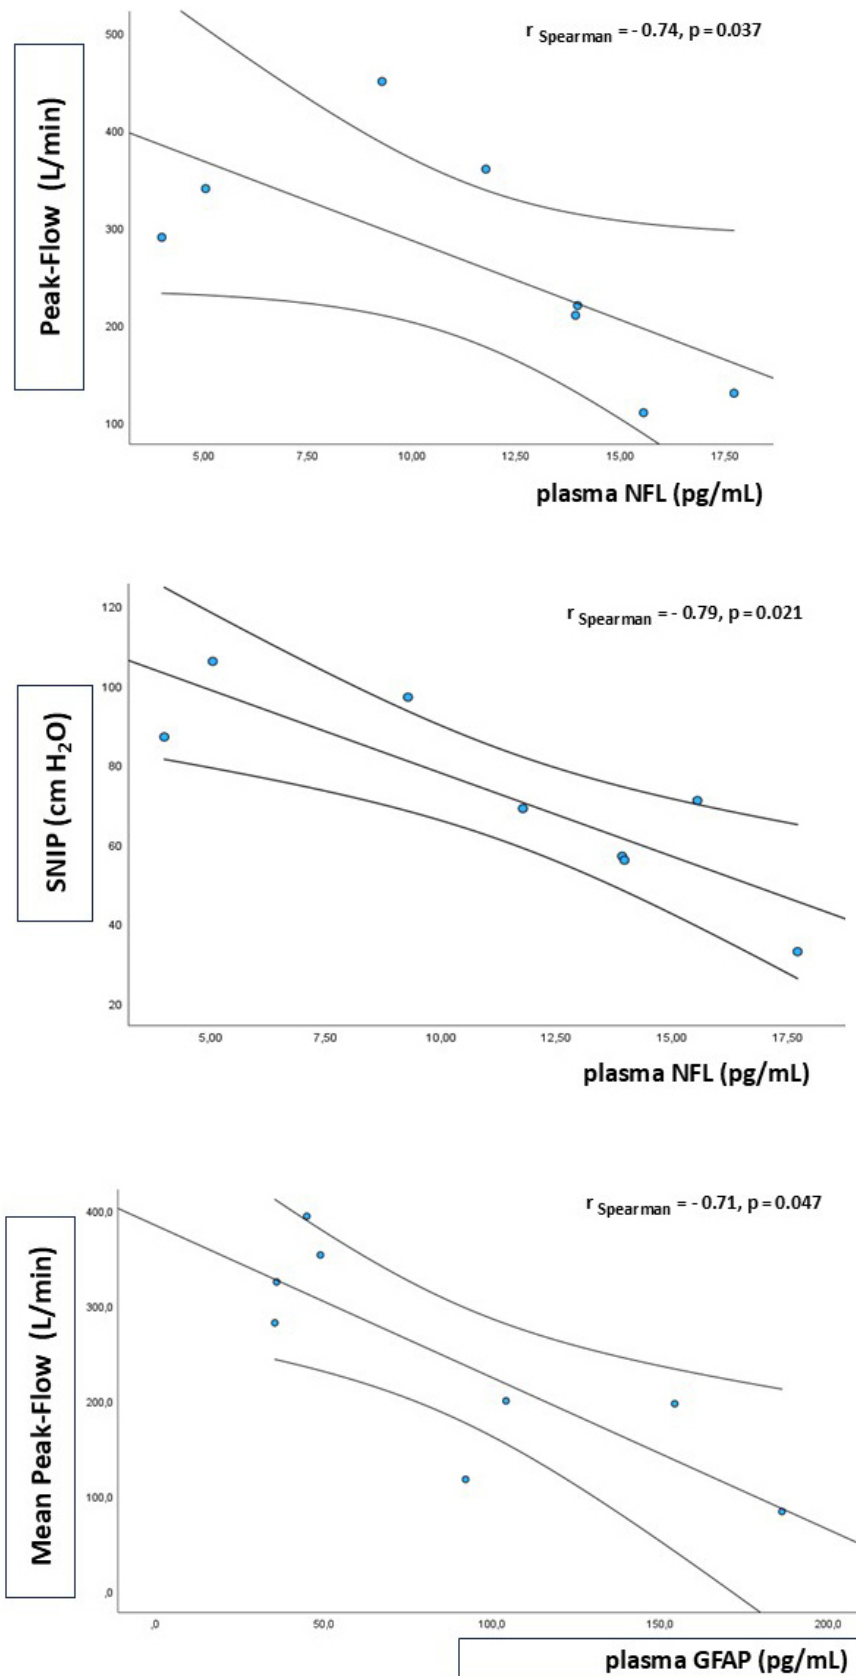 r Spearman = - 0.74, p = 0.037
Peak-Flow (L/min)
500
400
300
200
100
5,00 7,50 10,00 12,50 15,00 17,50
plasma NFL (pg/mL)
r Spearman = - 0.79, p = 0.021
SNIP (cm H₂O)
120
100
80
60
40
20
5,00 7,50 10,00 12,50 15,00 17,50
plasma NFL (pg/mL)
r Spearman = - 0.71, p = 0.047
Mean Peak-Flow (L/min)
400,0
300,0
200,0
100,0
,0
,0 50,0 100,0 150,0 200,0
plasma GFAP (pg/mL)